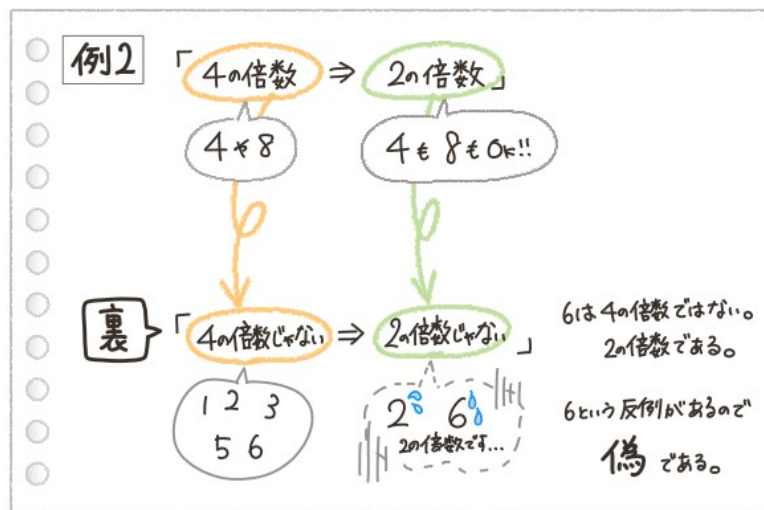 例2
「4の倍数 ⇒ 2の倍数」
4や8
4も8もOK!!
裏
「4の倍数じゃない ⇒ 2の倍数じゃない」
1 2 3
5 6
2 6
2の倍数です...
6は4の倍数ではない。
2の倍数である。
6という反例があるので
偽である。